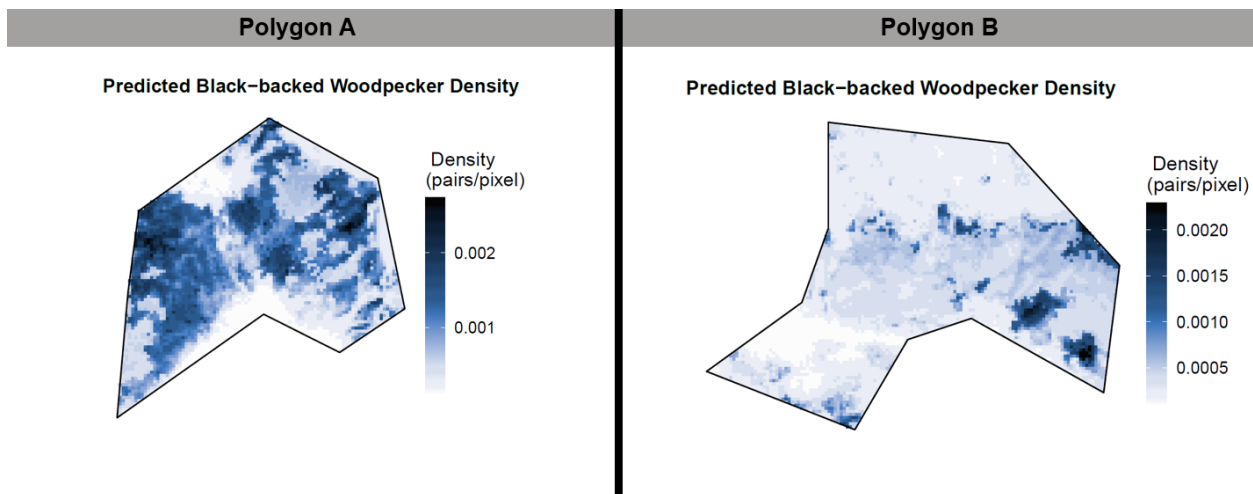 Polygon A
Predicted Black−backed Woodpecker Density
Density
(pairs/pixel)
0.002
0.001
Polygon B
Predicted Black−backed Woodpecker Density
Density
(pairs/pixel)
0.0020
0.0015
0.0010
0.0005